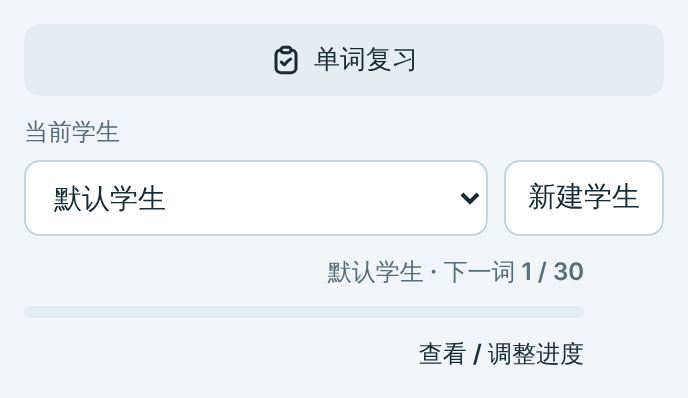 单词复习
当前学生
默认学生 新建学生
默认学生 · 下一词 1 / 30
查看 / 调整进度